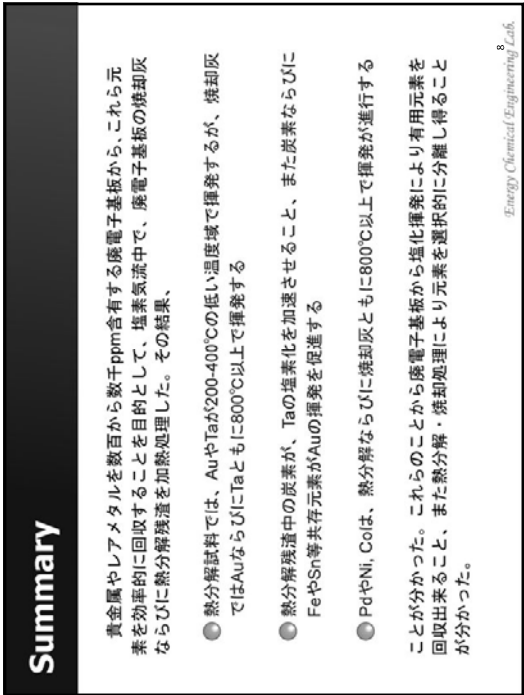 Summary
貴金属やレアメタルを数百から数千ppm含有する廃電子基板から、これら元
素を効率的に回収することを目的として、塩素気流中で、廃電子基板の焼却灰
ならびに熱分解残渣を加熱処理した。その結果、
熱分解試料では、AuやTaが200-400℃の低い温度域で揮発するが、焼却灰
ではAuならびにTaともに800℃以上で揮発する
熱分解残渣中の炭素が、Taの塩素化を加速させること、また炭素ならびに
FeやSn等共存元素がAuの揮発を促進する
PdやNi, Coは、熱分解ならびに焼却灰ともに800℃以上で揮発が進行する
ことが分かった。これらのことから廃電子基板から塩化揮発により有用元素を
回収出来ること、また熱分解・焼却処理により元素を選択的に分離し得ること
が分かった。
8
Energy Chemical Engineering Lab.